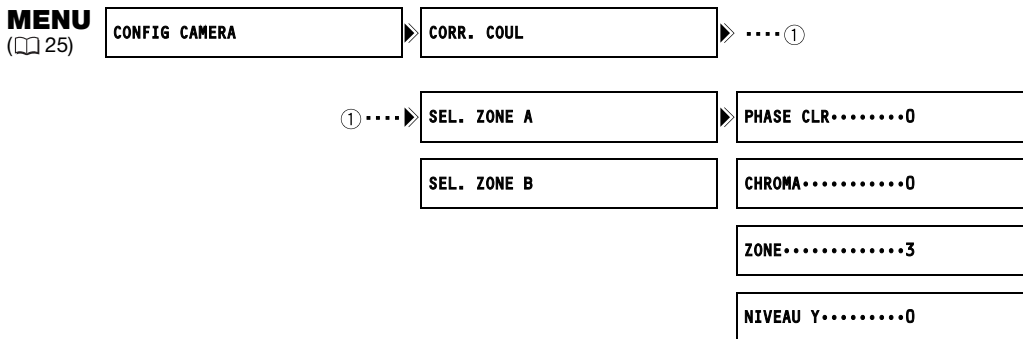 MENU
(25)
CONFIG CAMERA
CORR. COUL
····①
①····
SEL. ZONE A
PHASE CLR········0
SEL. ZONE B
CHROMA···········0
ZONE·············3
NIVEAU Y·········0